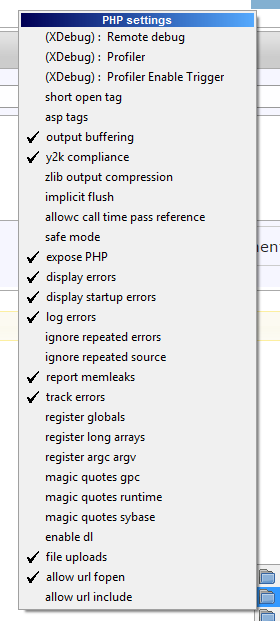 PHP settings
(XDebug) : Remote debug
(XDebug) : Profiler
(XDebug) : Profiler Enable Trigger
short open tag
asp tags
output buffering
y2k compliance
zlib output compression
implicit flush
allowc call time pass reference
safe mode
expose PHP
display errors
display startup errors
log errors
ignore repeated errors
ignore repeated source
report memleaks
track errors
register globals
register long arrays
register argc argv
magic quotes gpc
magic quotes runtime
magic quotes sybase
enable dl
file uploads
allow url fopen
allow url include